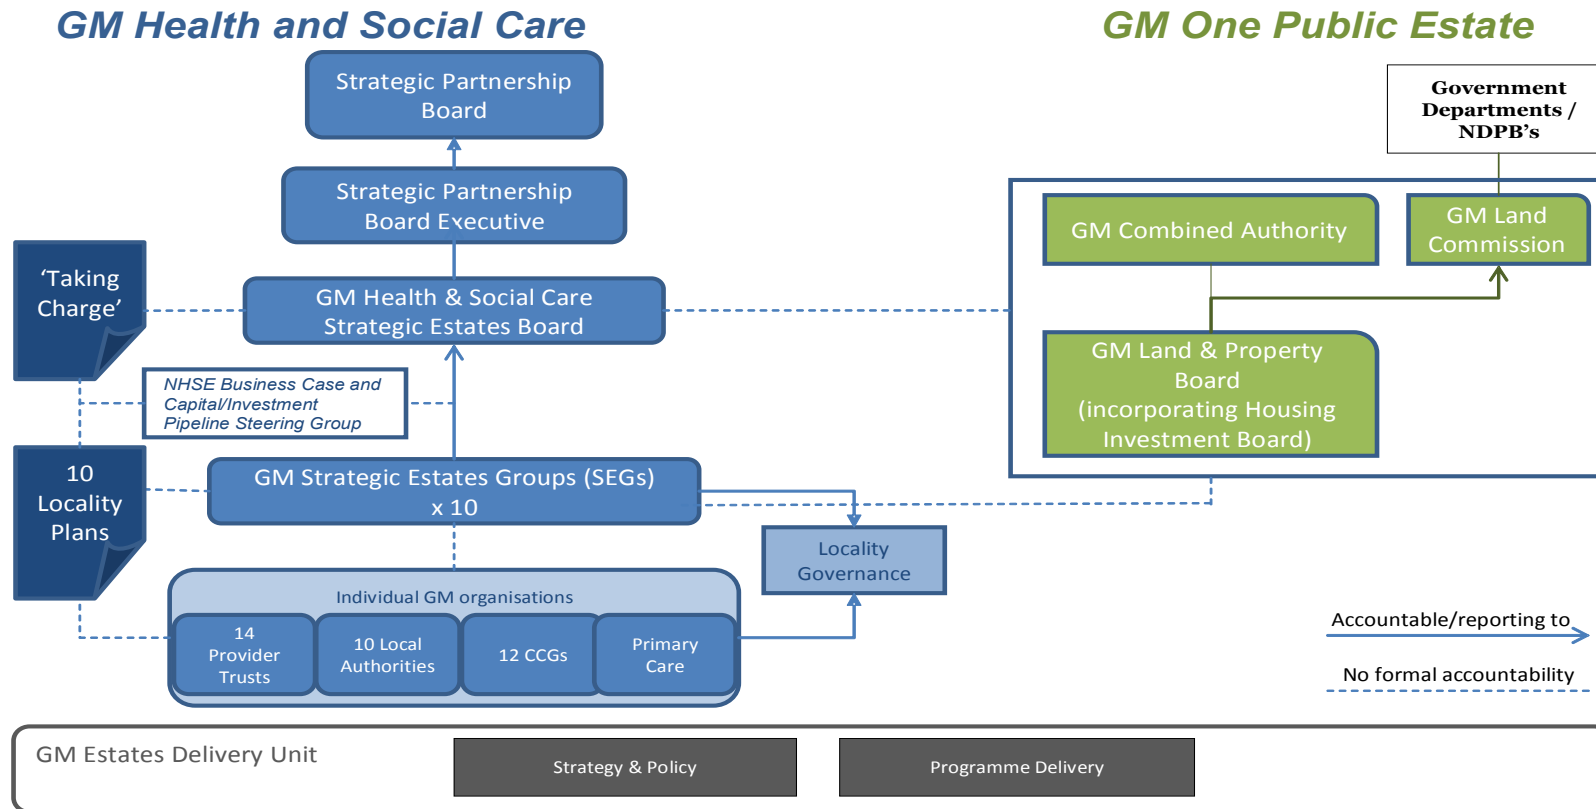 GM Health and Social Care
GM One Public Estate
Strategic Partnership
Board
Government
Departments /
NDPB's
Strategic Partnership
Board Executive
GM Combined Authority
GM Land
Commission
'Taking
Charge'
GM Health & Social Care
Strategic Estates Board
GM Land & Property
Board
(incorporating Housing
Investment Board)
NHSE Business Case and
Capital/Investment
Pipeline Steering Group
10
Locality
Plans
GM Strategic Estates Groups (SEGs)
x 10
Locality
Governance
Individual GM organisations
14
Provider
Trusts
10 Local
Authorities
12 CCGs
Primary
Care
Accountable/reporting to
No formal accountability
GM Estates Delivery Unit
Strategy & Policy
Programme Delivery